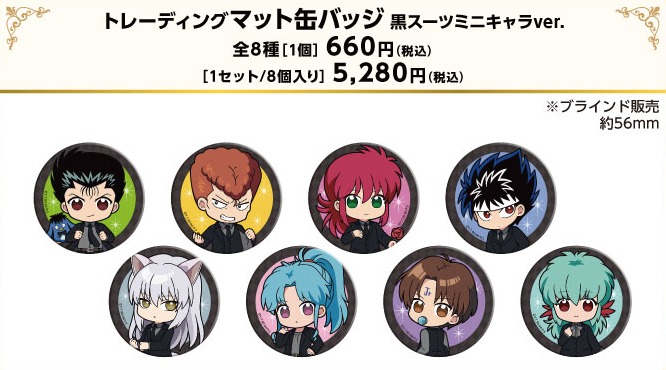 トレーディングマット缶バッジ 黒スーツミニキャラver.
全8種[1個] 660円(税込)
[1セット/8個入り] 5,280円(税込)
※ブラインド販売
約56mm